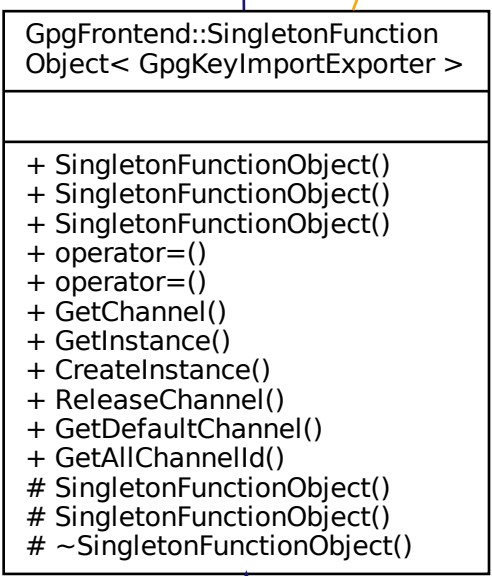 GpgFrontend::SingletonFunction
Object< GpgKeyImportExporter >
+ SingletonFunctionObject()
+ SingletonFunctionObject()
+ SingletonFunctionObject()
+ operator=()
+ operator=()
+ GetChannel()
+ GetInstance()
+ CreateInstance()
+ ReleaseChannel()
+ GetDefaultChannel()
+ GetAllChannelId()
# SingletonFunctionObject()
# SingletonFunctionObject()
# ~SingletonFunctionObject()